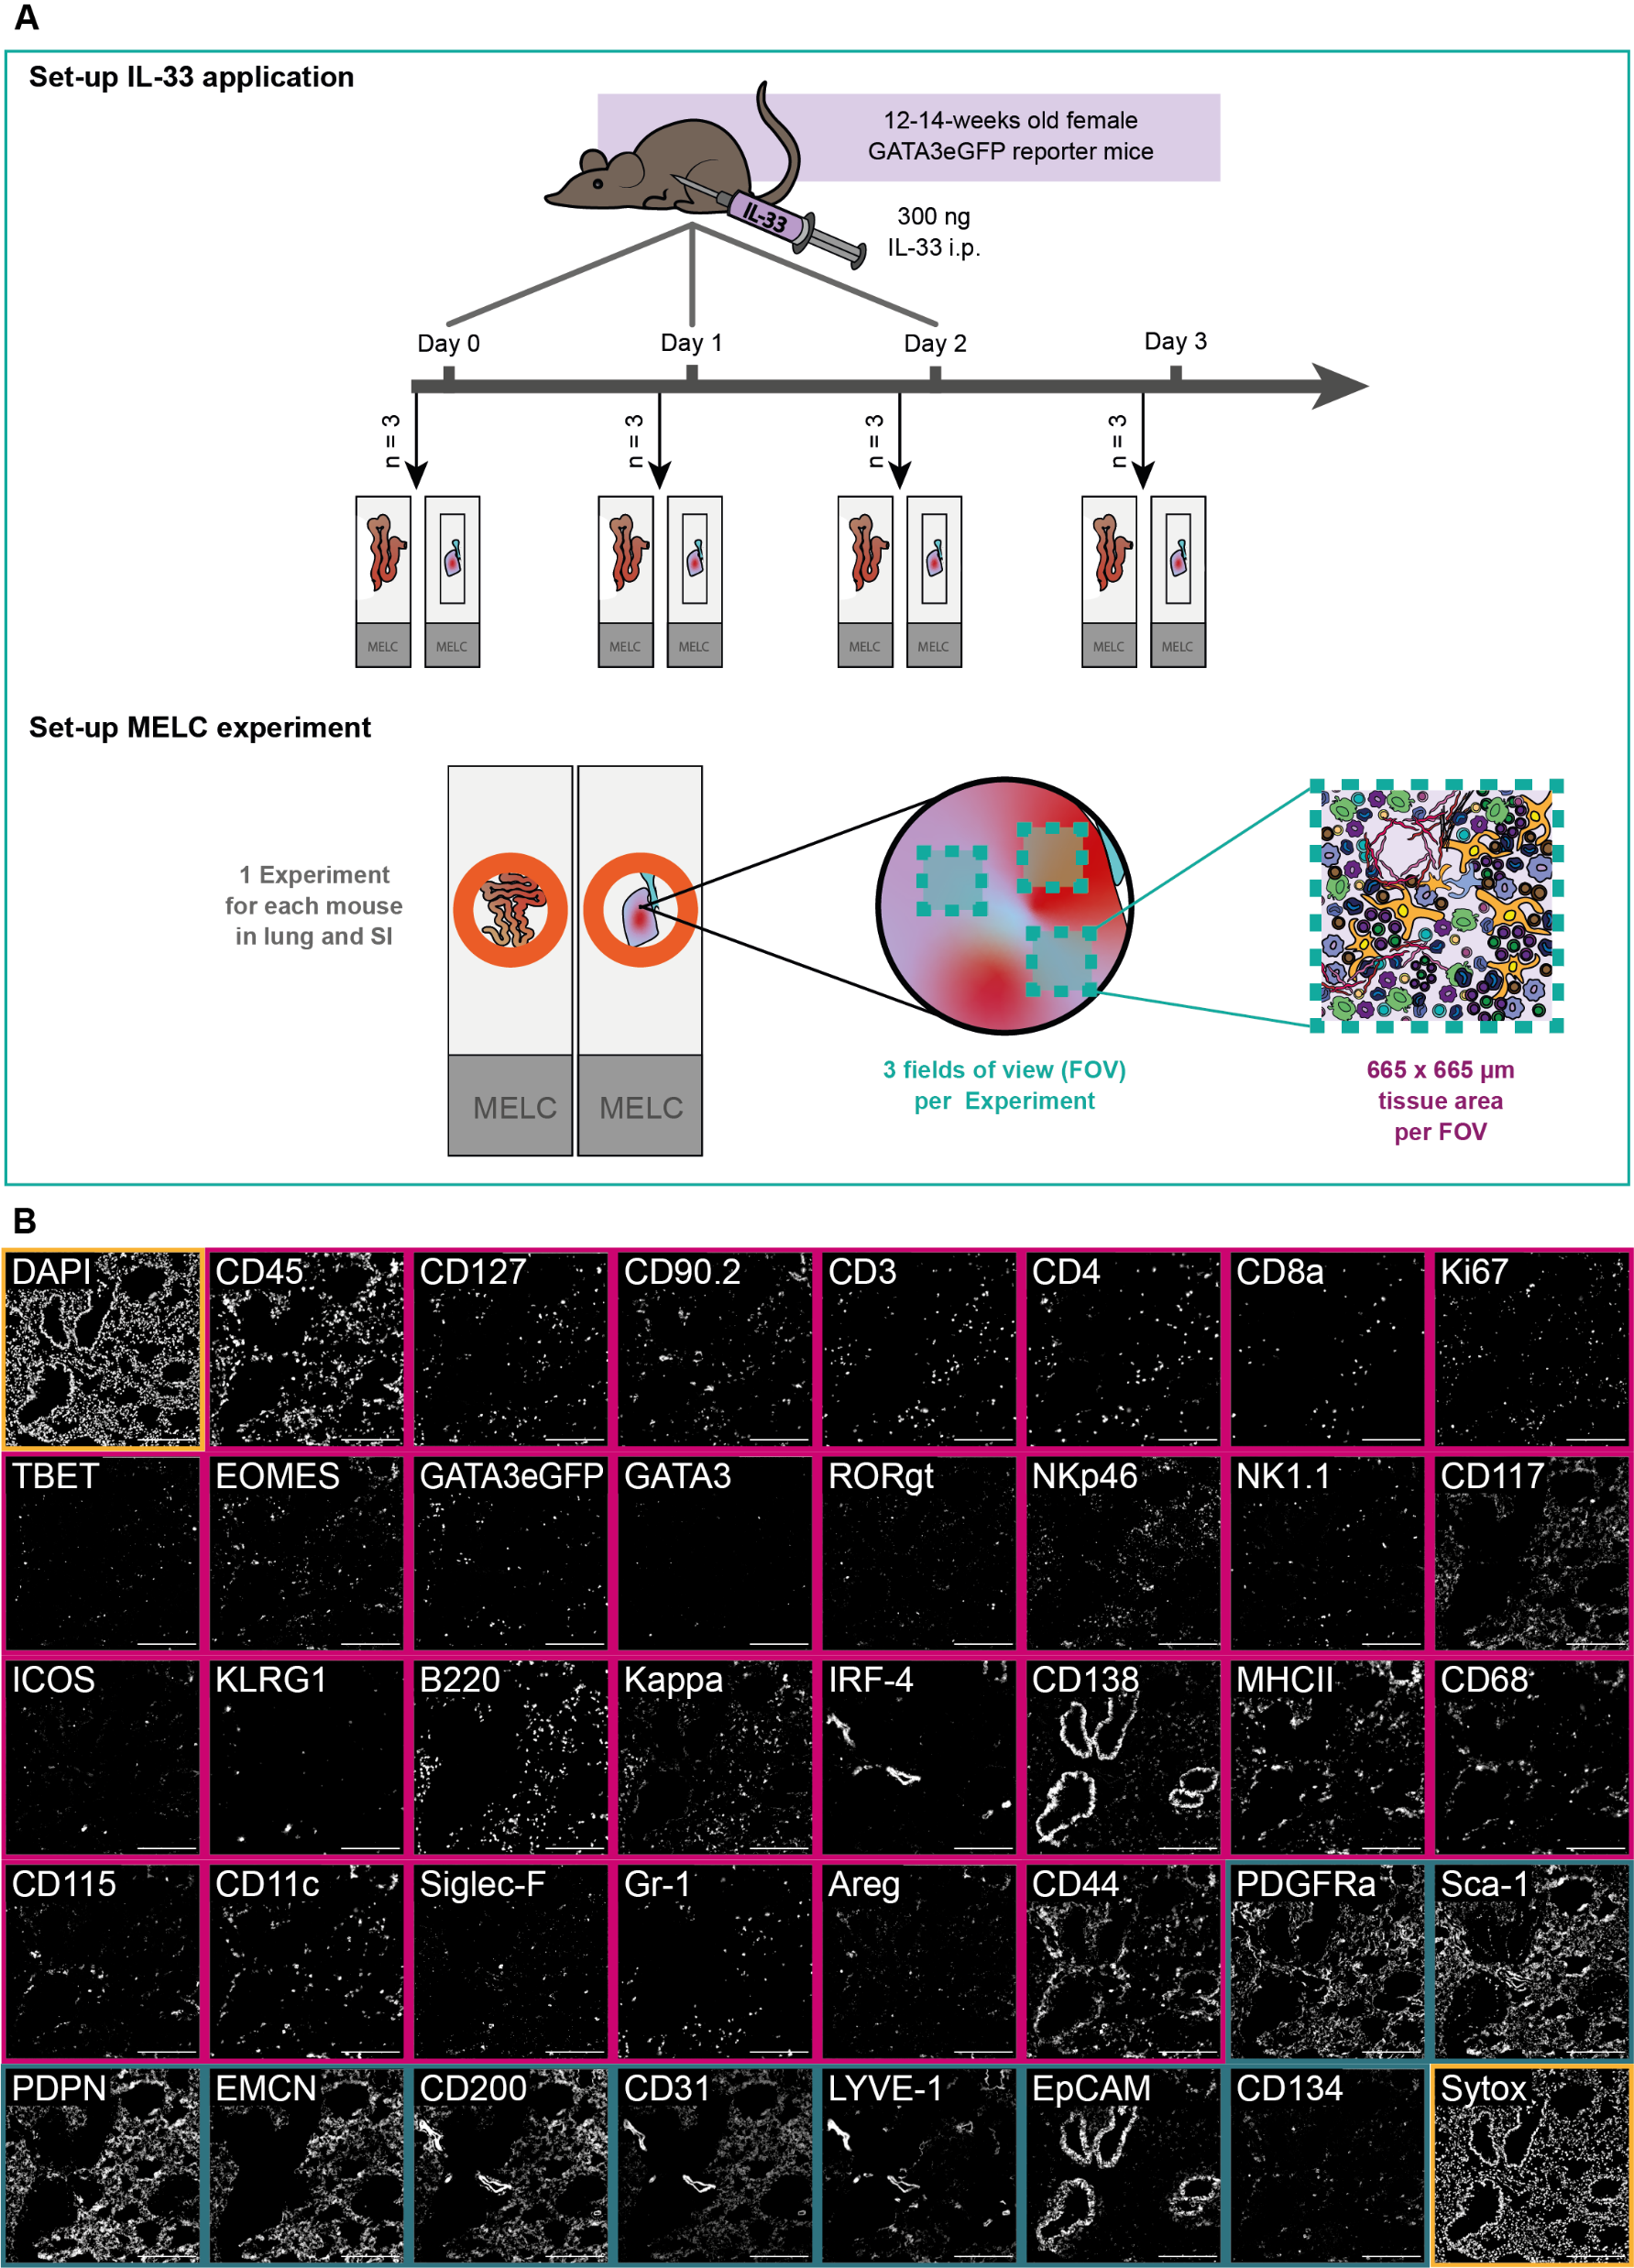 A
Set-up IL-33 application
12-14-weeks old female
GATA3eGFP reporter mice
IL-33
300 ng
IL-33 i.p.
Day 0
Day 1
Day 2
Day 3
n = 3
n = 3
n = 3
n = 3
MELC
MELC
MELC
MELC
MELC
MELC
MELC
MELC
Set-up MELC experiment
1 Experiment
for each mouse
in lung and SI
MELC
MELC
3 fields of view (FOV)
per Experiment
665 x 665 µm
tissue area
per FOV
B
DAPI
CD45
CD127
CD90.2
CD3
CD4
CD8a
Ki67
TBET
EOMES
GATA3eGFP
GATA3
RORgt
NKp46
NK1.1
CD117
ICOS
KLRG1
B220
Kappa
IRF-4
CD138
MHCII
CD68
CD115
CD11c
Siglec-F
Gr-1
Areg
CD44
PDGFRa
Sca-1
PDPN
EMCN
CD200
CD31
LYVE-1
EpCAM
CD134
Sytox